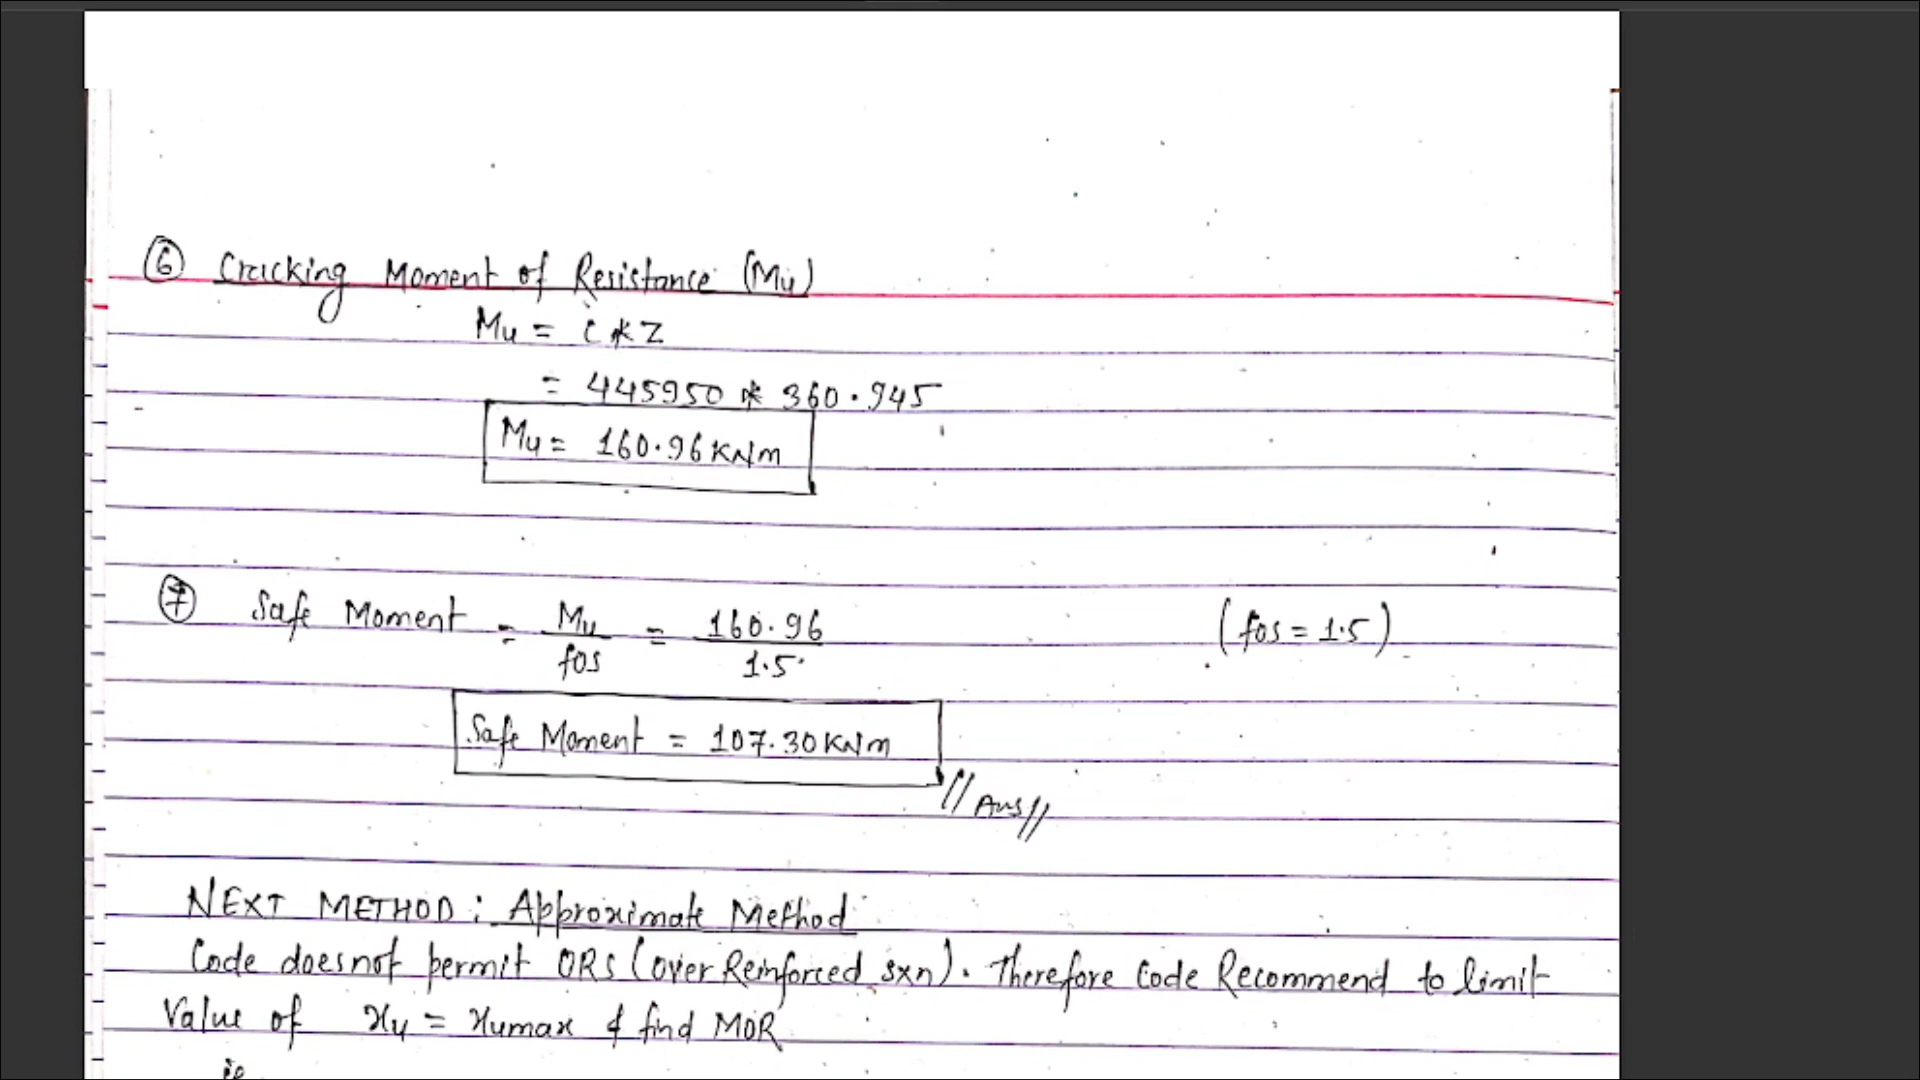 ⑥ Cracking Moment of Resistance (Mu)
Mu = C * Z
= 445950 * 360.945
Mu = 160.96 KNm
⑦ Safe Moment = Mu/fos = 160.96/1.5 (fos = 1.5)
Safe Moment = 107.30 KNm
//Ans//
NEXT METHOD : Approximate Method
Code doesnot permit ORS (over Reinforced sxn). Therefore Code Recommend to limit
Value of xu = xumax & find MOR
ie